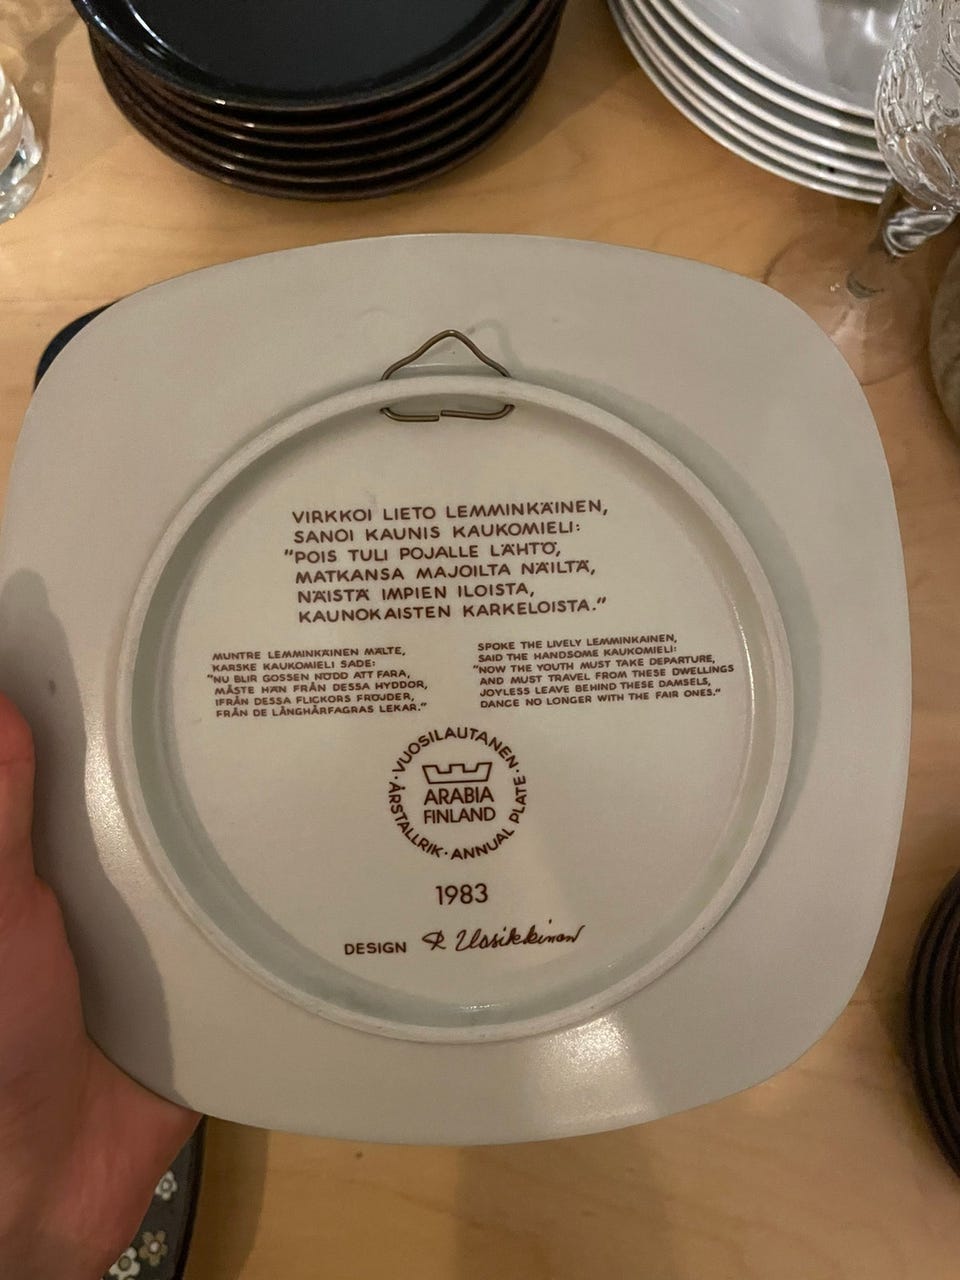 VIRKKOI LIETO LEMMINKÄINEN,
SANOI KAUNIS KAUKOMIELI:
"POIS TULI POJALLE LÄHTÖ,
MATKANSA MAJOILTA NÄILTÄ,
NÄISTÄ IMPIEN ILOISTA,
KAUNOKAISTEN KARKELOISTA."
MUNTRE LEMMINKÄINEN MÄLTE,
KARSKE KAUKOMIELI SADE:
"NU BLIR GOSSEN NÖDD ATT FARA,
MÅSTE HÄN FRÅN DESSA HYDDOR,
IFRÅN DESSA FLICKORS FRÖJDER,
FRÅN DE LÅNGHÅRFAGRAS LEKAR."
SPOKE THE LIVELY LEMMINKAINEN,
SAID THE HANDSOME KAUKOMIELI:
"NOW THE YOUTH MUST TAKE DEPARTURE,
AND MUST TRAVEL FROM THESE DWELLINGS
JOYLESS LEAVE BEHIND THESE DAMSELS,
DANCE NO LONGER WITH THE FAIR ONES."
· VUOSILAUTANEN ·
ARABIA
FINLAND
ÅRSTALLRIK · ANNUAL PLATE
1983
DESIGN R Uosikkinen